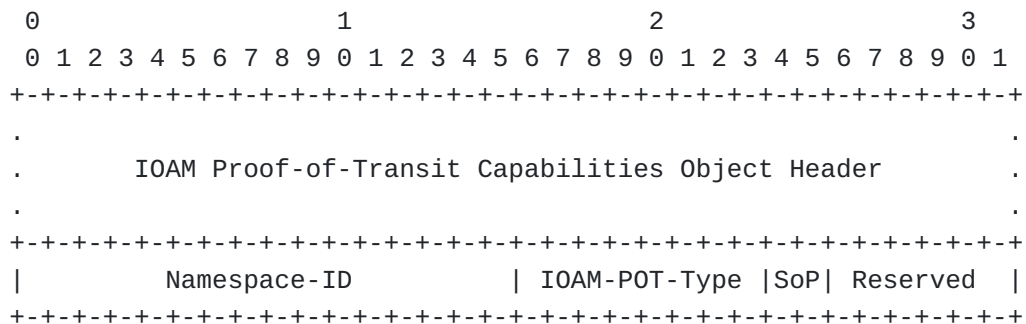 0                   1                   2                   3
 0 1 2 3 4 5 6 7 8 9 0 1 2 3 4 5 6 7 8 9 0 1 2 3 4 5 6 7 8 9 0 1
+-+-+-+-+-+-+-+-+-+-+-+-+-+-+-+-+-+-+-+-+-+-+-+-+-+-+-+-+-+-+-+-+
.                                                               .
.       IOAM Proof-of-Transit Capabilities Object Header        .
.                                                               .
+-+-+-+-+-+-+-+-+-+-+-+-+-+-+-+-+-+-+-+-+-+-+-+-+-+-+-+-+-+-+-+-+
|         Namespace-ID          | IOAM-POT-Type |SoP| Reserved  |
+-+-+-+-+-+-+-+-+-+-+-+-+-+-+-+-+-+-+-+-+-+-+-+-+-+-+-+-+-+-+-+-+